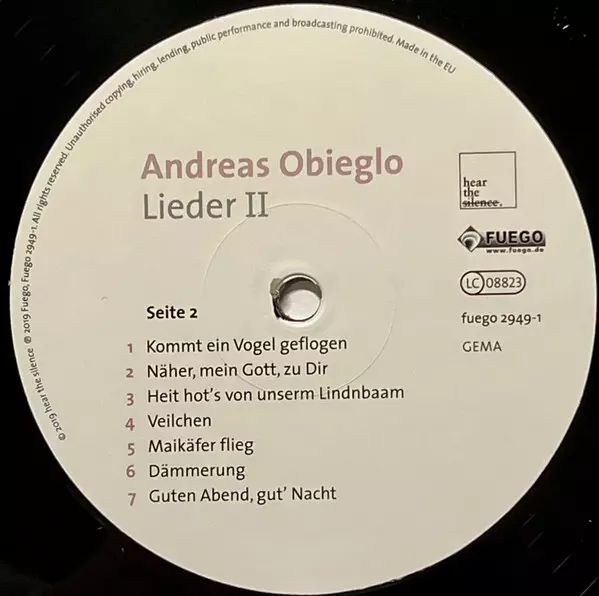 © 2019 hear the silence ℗ 2019 Fuego, Fuego 2949-1. All rights reserved. Unauthorised copying, hiring, lending, public performance and broadcasting prohibited. Made in the EU
Andreas Obieglo
Lieder II
hear
the
silence.
FUEGO
www.fuego.de
LC 08823
fuego 2949-1
GEMA
Seite 2
1 Kommt ein Vogel geflogen
2 Näher, mein Gott, zu Dir
3 Heit hot's von unserm Lindnbaam
4 Veilchen
5 Maikäfer flieg
6 Dämmerung
7 Guten Abend, gut' Nacht